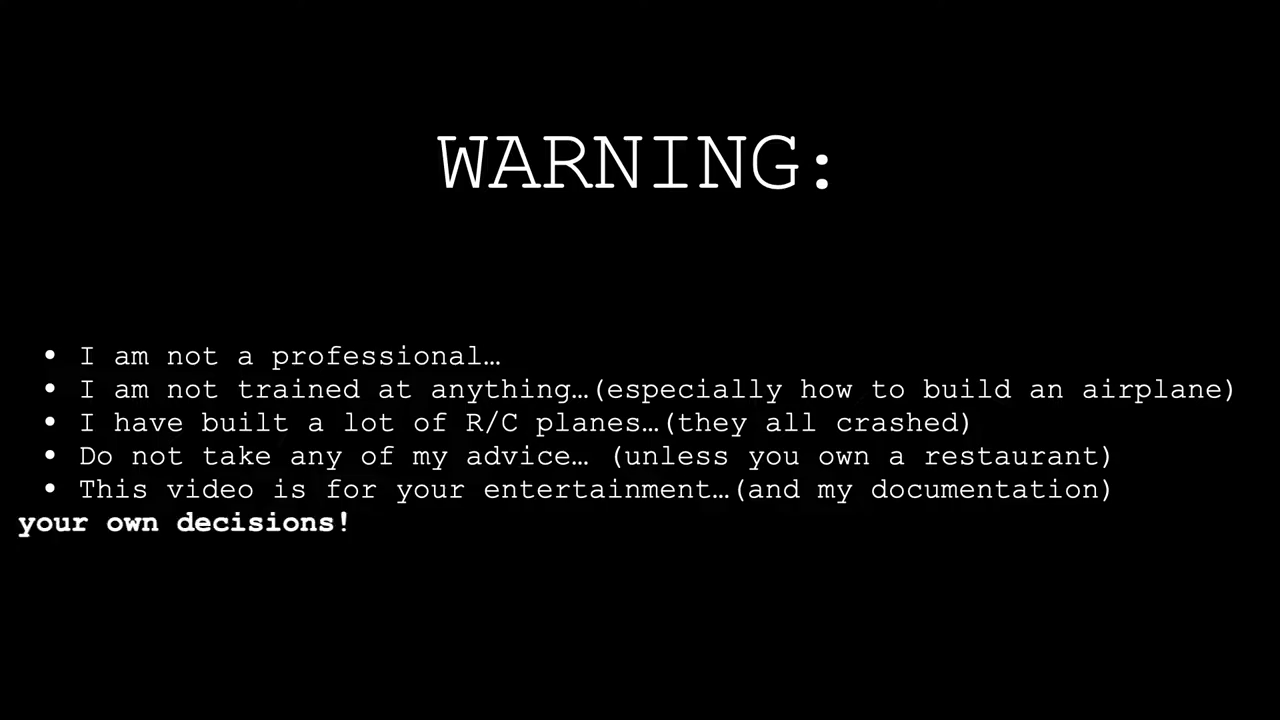 WARNING:
• I am not a professional…
• I am not trained at anything…(especially how to build an airplane)
• I have built a lot of R/C planes…(they all crashed)
• Do not take any of my advice… (unless you own a restaurant)
• This video is for your entertainment…(and my documentation)
your own decisions!